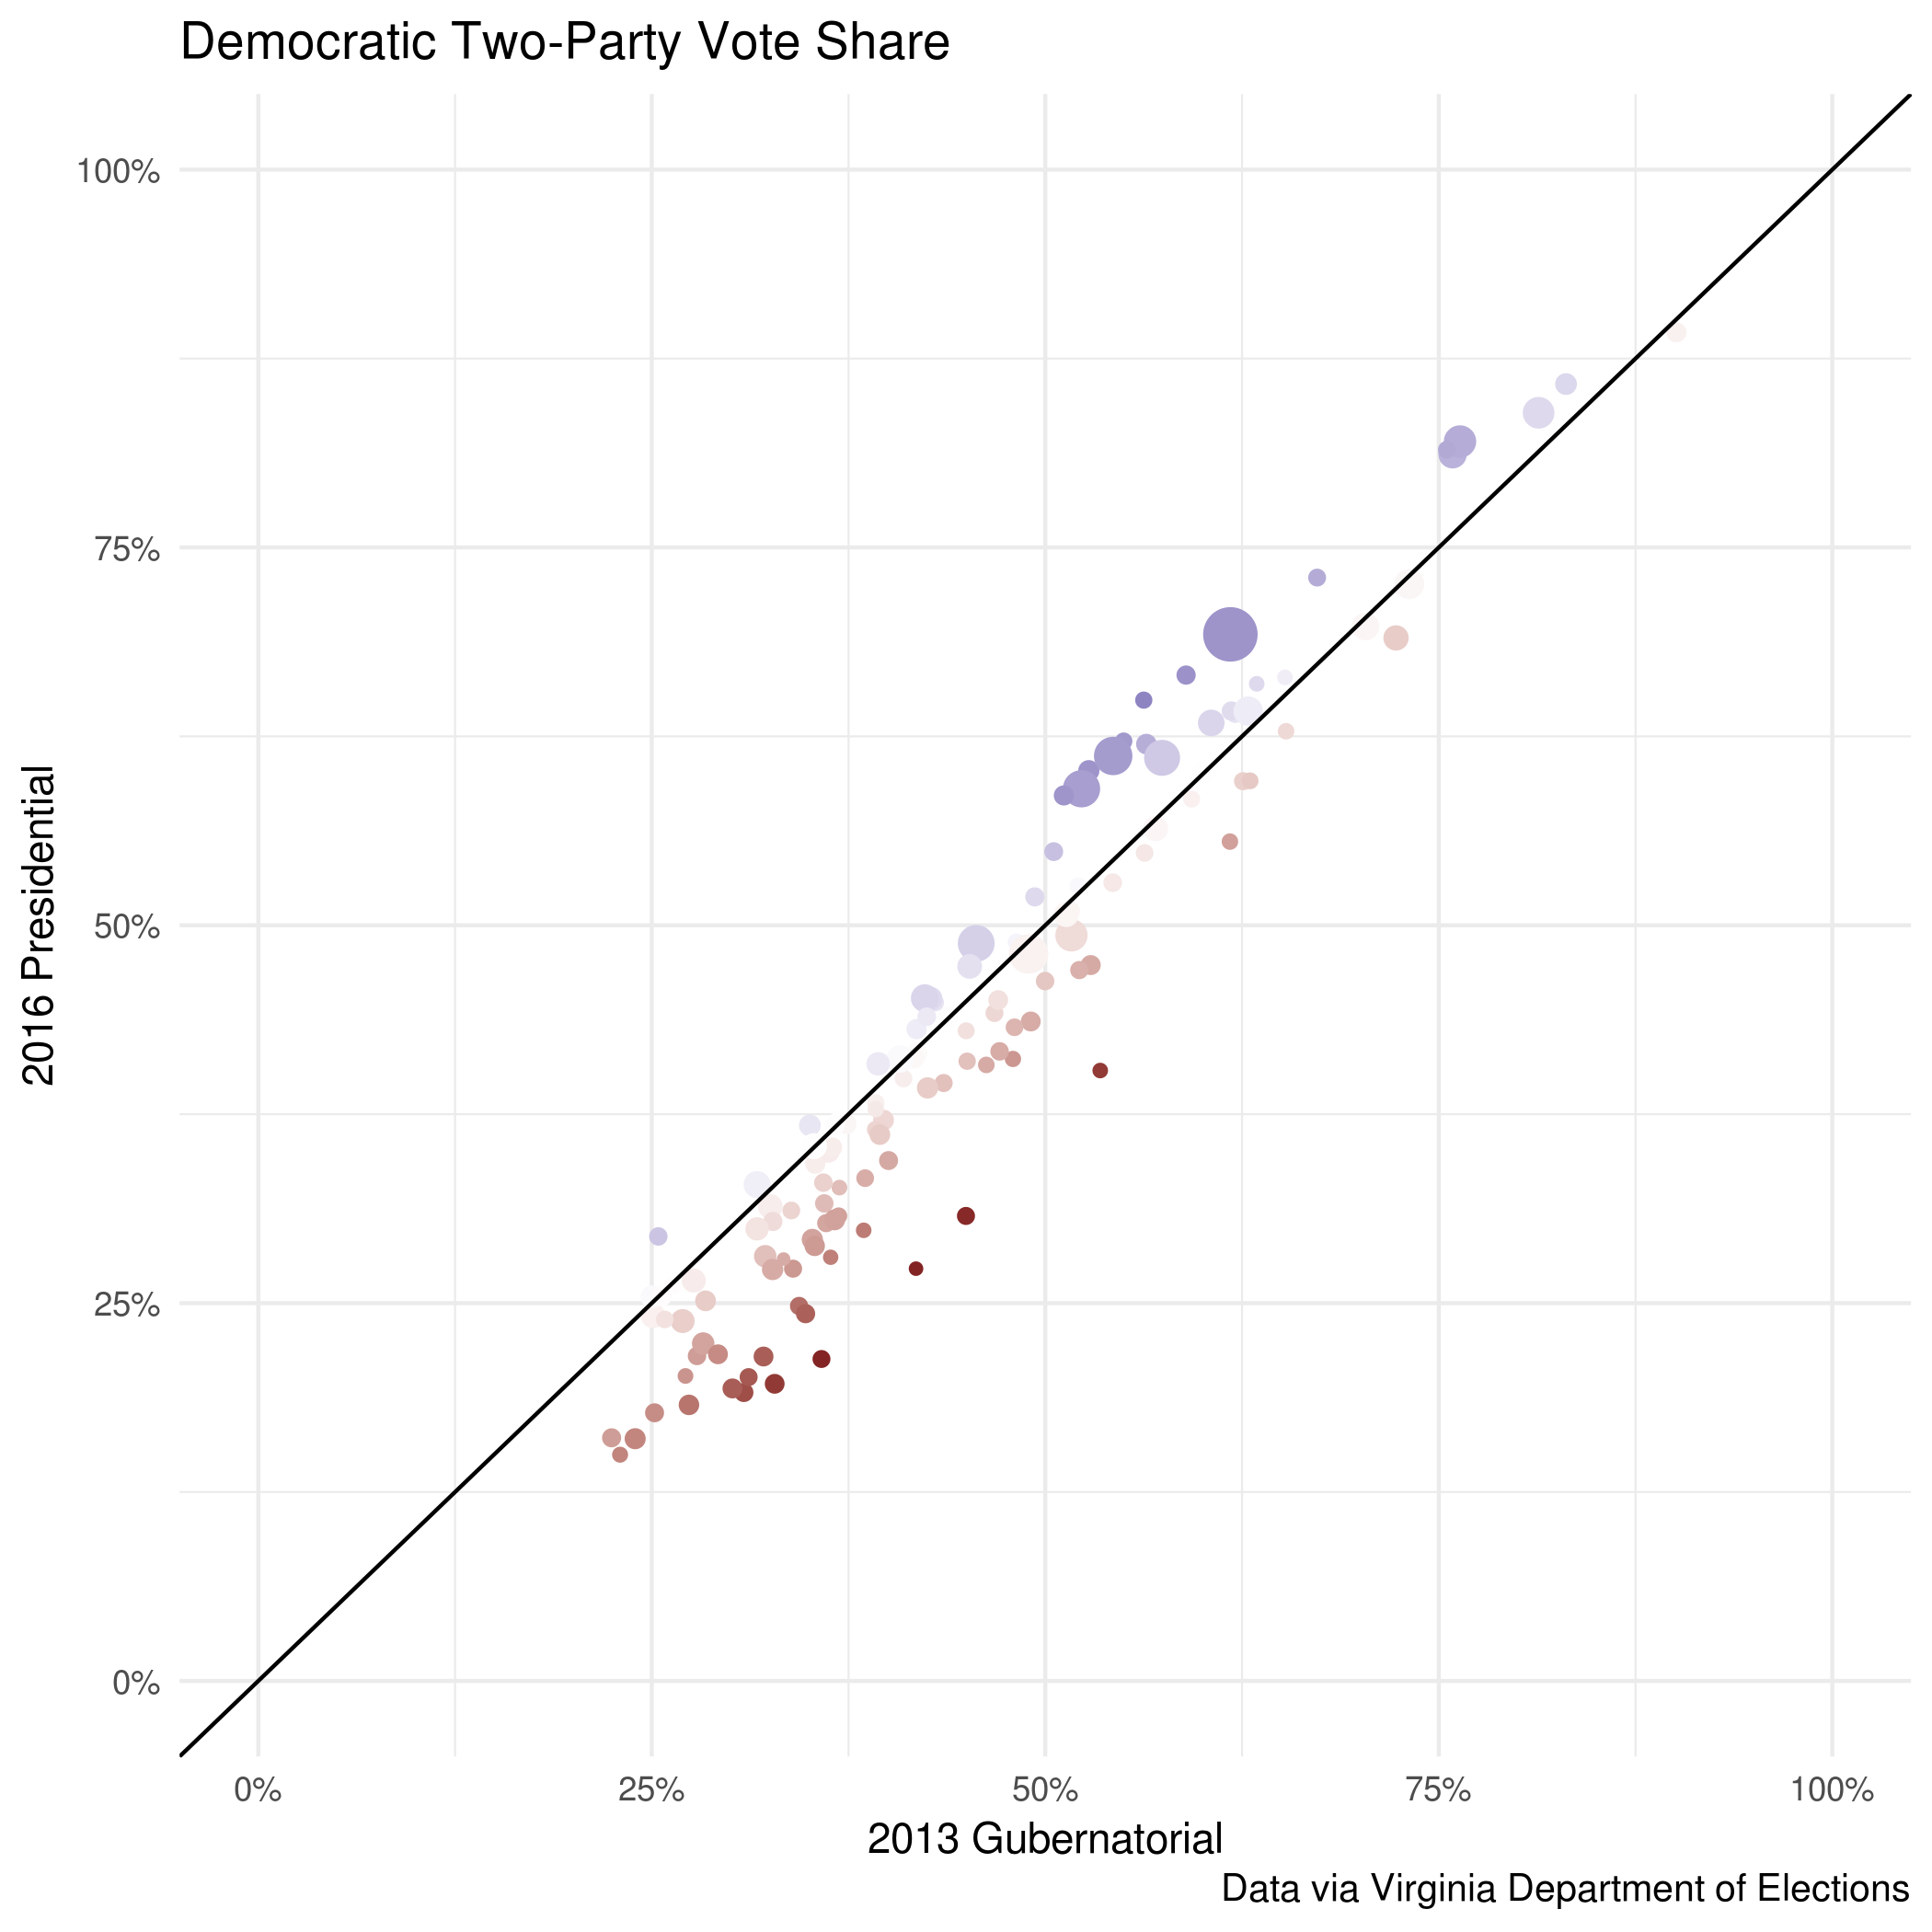 Democratic Two-Party Vote Share
100%
75%
50%
25%
0%
2016 Presidential
0% 25% 50% 75% 100%
2013 Gubernatorial
Data via Virginia Department of Elections